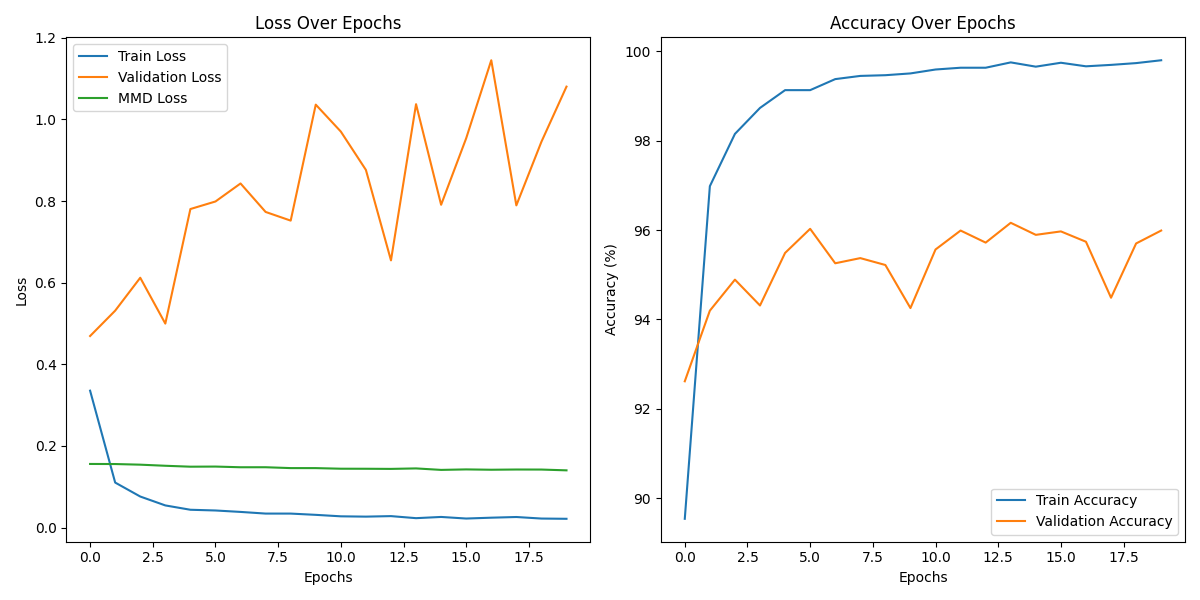 Loss Over Epochs
Train Loss
Validation Loss
MMD Loss
1.2
1.0
0.8
0.6
0.4
0.2
0.0
Loss
0.0 2.5 5.0 7.5 10.0 12.5 15.0 17.5
Epochs
Accuracy Over Epochs
100
98
96
94
92
90
Accuracy (%)
Train Accuracy
Validation Accuracy
0.0 2.5 5.0 7.5 10.0 12.5 15.0 17.5
Epochs